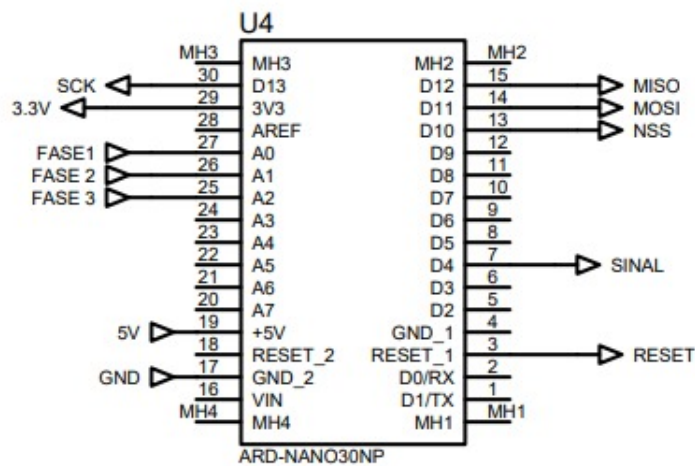 U4
MH3 MH3 MH2 MH2
SCK 30 D13 D12 15 MISO
3.3V 29 3V3 D11 14 MOSI
28 AREF D10 13 NSS
FASE1 27 A0 D9 12
FASE 2 26 A1 D8 11
FASE 3 25 A2 D7 10
24 A3 D6 9
23 A4 D5 8
22 A5 D4 7 SINAL
21 A6 D3 6
20 A7 D2 5
5V 19 +5V GND_1 4
18 RESET_2 RESET_1 3 RESET
GND 17 GND_2 D0/RX 2
16 VIN D1/TX 1
MH4 MH4 MH1 MH1
ARD-NANO30NP